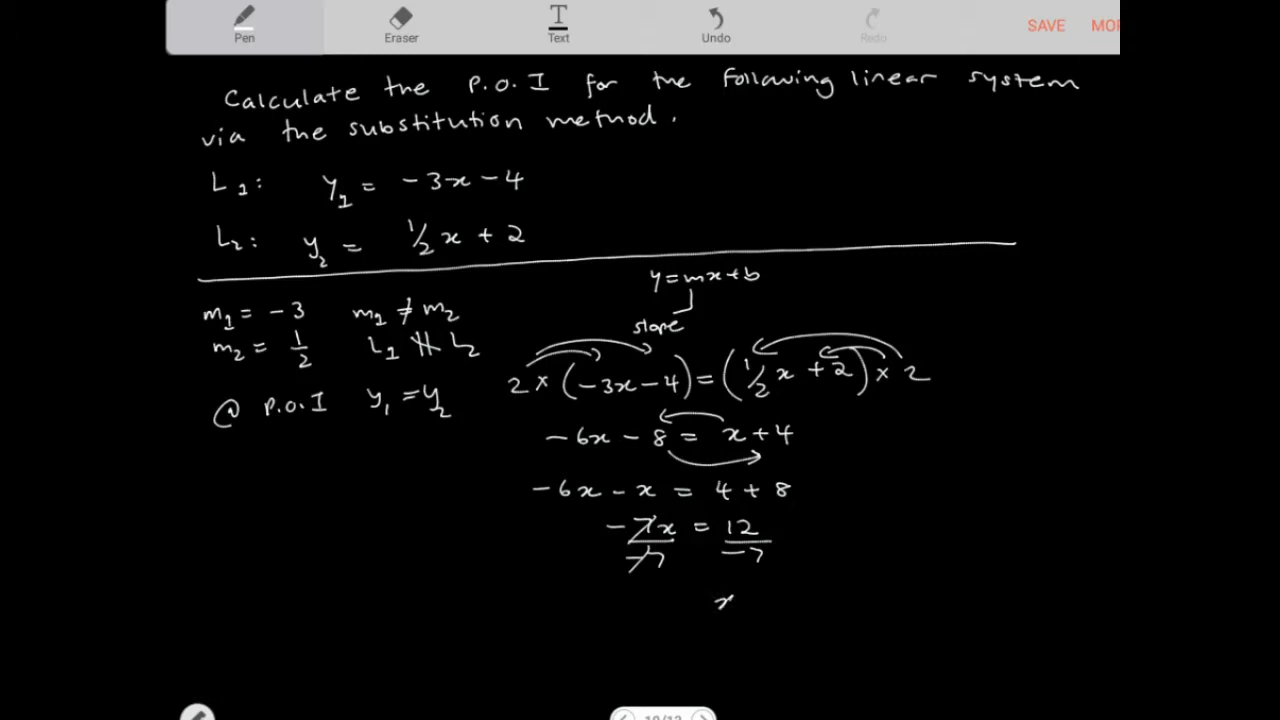 Pen Eraser Text Undo Redo SAVE MOR
Calculate the P.O.I for the following linear system
via the substitution method.
L₁: y₁ = -3x - 4
L₂: y₂ = 1/2 x + 2
y = mx + b
slope
m₁ = -3 m₁ ≠ m₂
m₂ = 1/2 L₁ ∦ L₂
@ P.O.I y₁ = y₂
2 × (-3x - 4) = (1/2 x + 2) × 2
-6x - 8 = x + 4
-6x - x = 4 + 8
-7x = 12
-7 -7
x